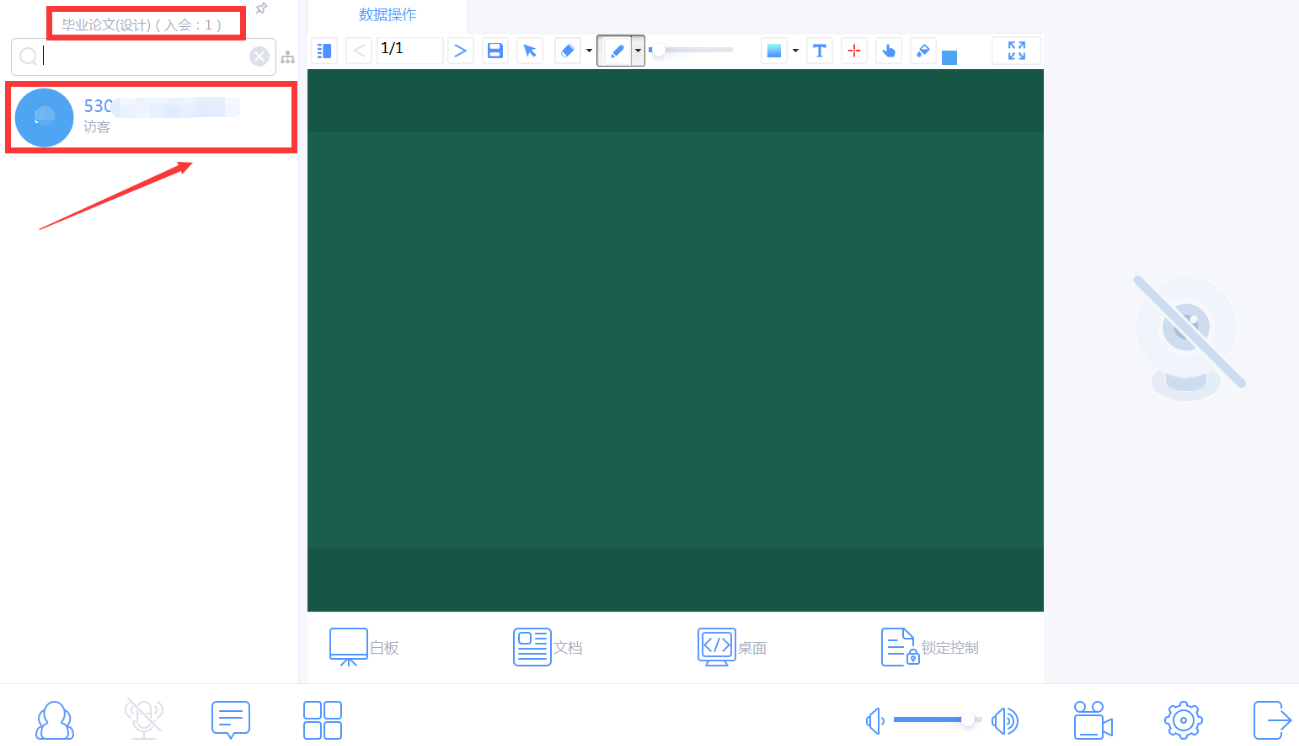 毕业论文(设计) ( 入会 : 1 )
530
访客
数据操作
1/1
T
白板
文档
桌面
锁定控制